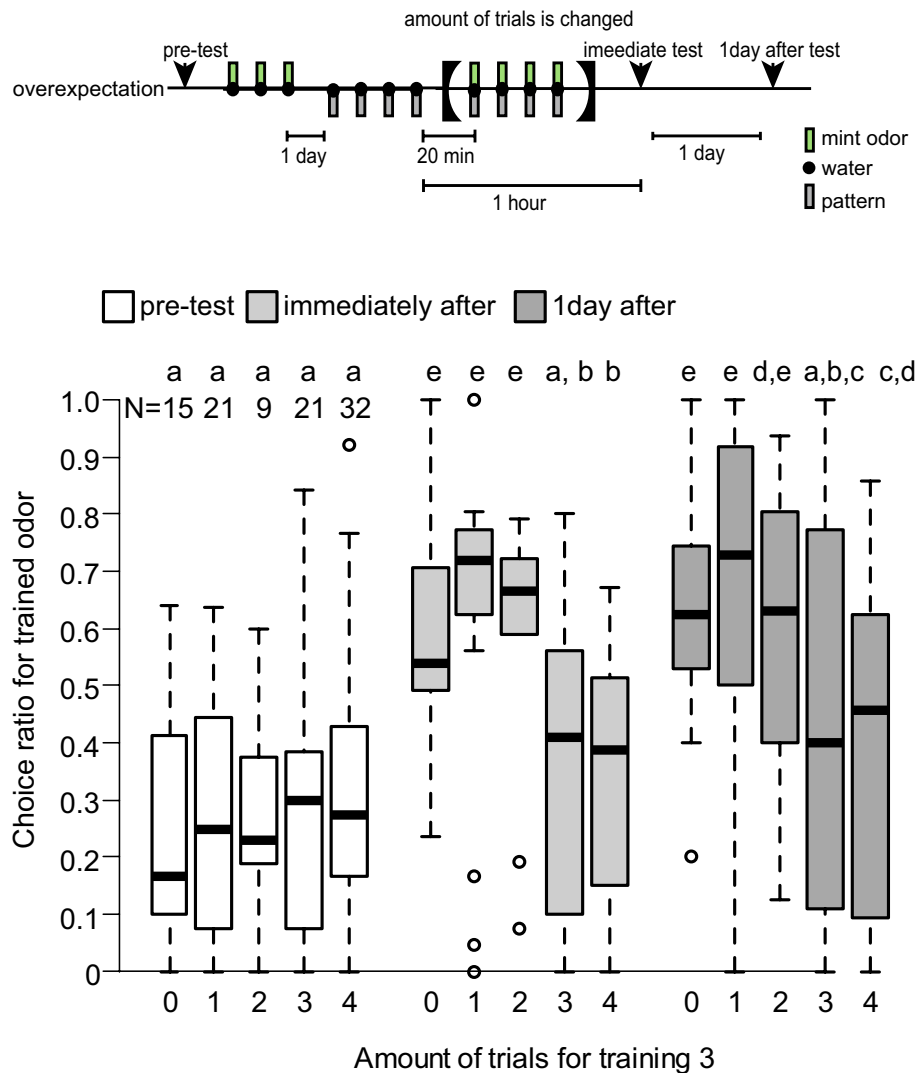 amount of trials is changed
pre-test
imeediate test
1day after test
overexpectation
1 day
20 min
1 day
1 hour
mint odor
water
pattern
pre-test
immediately after
1day after
a a a a a e e e a, b b e e d,e a,b,c c,d
N=15 21 9 21 32
1.0
0.9
0.8
0.7
0.6
0.5
0.4
0.3
0.2
0.1
0
Choice ratio for trained odor
0 1 2 3 4 0 1 2 3 4 0 1 2 3 4
Amount of trials for training 3